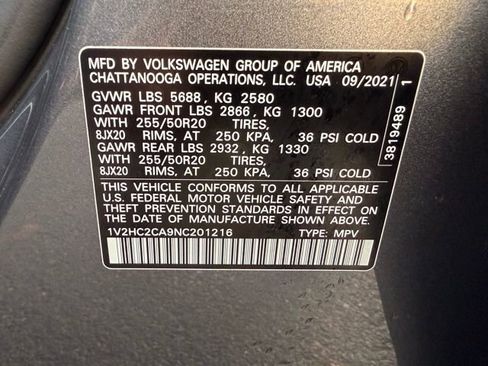 MFD BY VOLKSWAGEN GROUP OF AMERICA
CHATTANOOGA OPERATIONS, LLC. USA 09/2021
GVWR LBS 5688, KG 2580
GAWR FRONT LBS 2866, KG 1300
WITH 255/50R20 TIRES,
8JX20 RIMS, AT 250 KPA, 36 PSI COLD
GAWR REAR LBS 2932, KG 1330
WITH 255/50R20 TIRES,
8JX20 RIMS, AT 250 KPA, 36 PSI COLD
THIS VEHICLE CONFORMS TO ALL APPLICABLE
U.S. FEDERAL MOTOR VEHICLE SAFETY AND
THEFT PREVENTION STANDARDS IN EFFECT ON
THE DATE OF MANUFACTURE SHOWN ABOVE.
1V2HC2CA9NC201216 TYPE: MPV
3819489 1